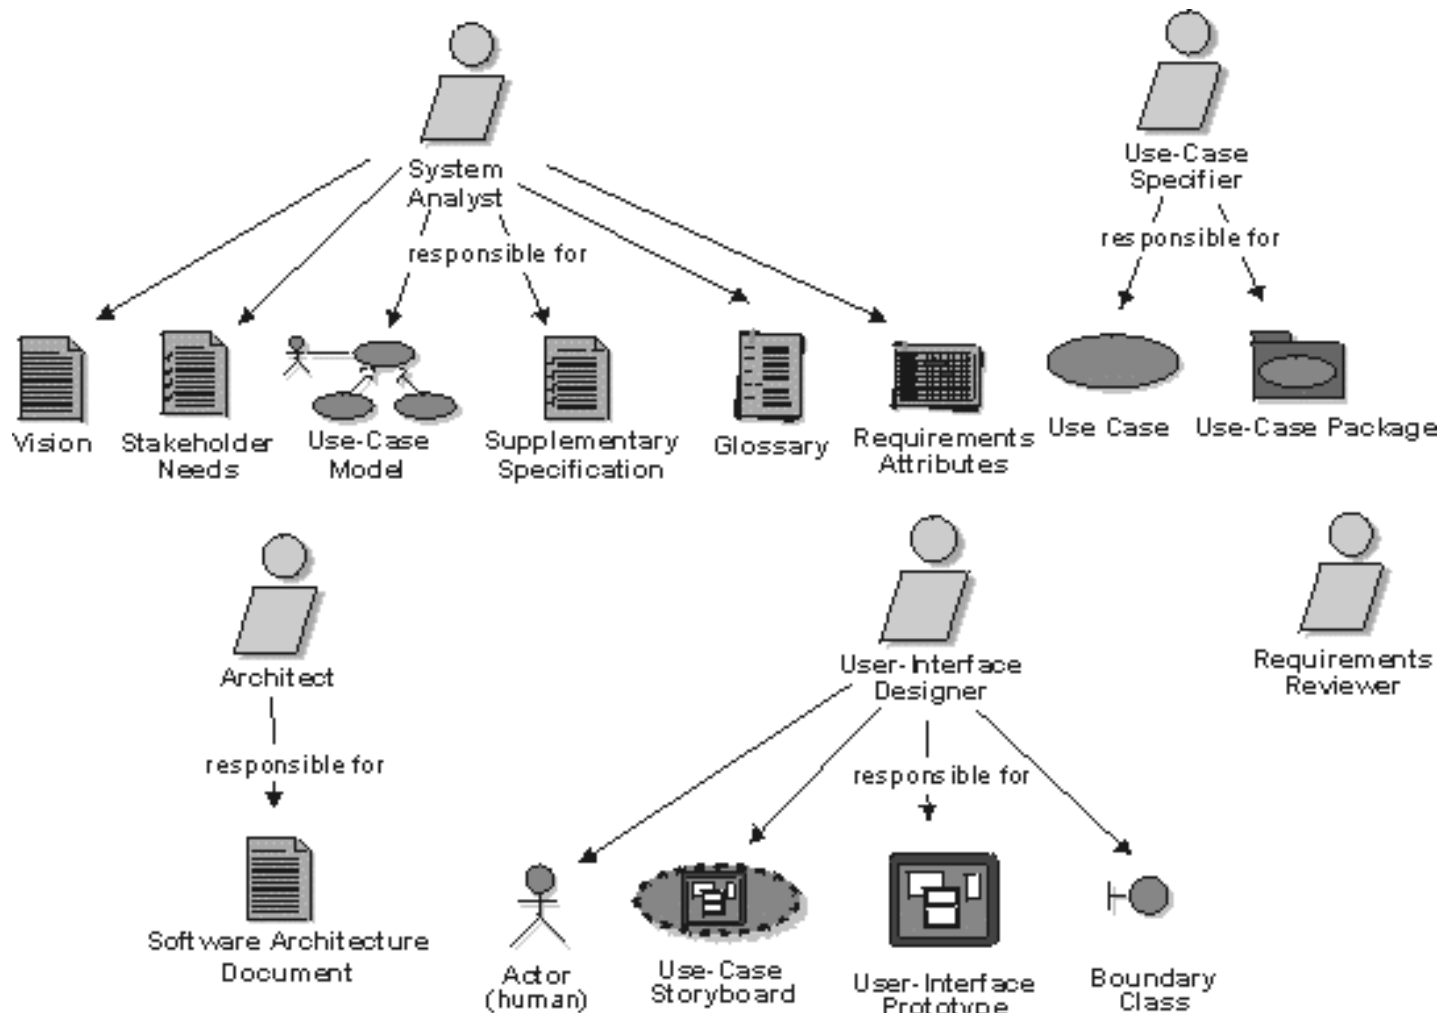 System
Analyst
responsible for
Use-Case
Specifier
responsible for
Vision
Stakeholder
Needs
Use-Case
Model
Supplementary
Specification
Glossary
Requirements
Attributes
Use Case
Use-Case Package
Architect
responsible for
Software Architecture
Document
User-Interface
Designer
responsible for
Requirements
Reviewer
Actor
(human)
Use-Case
Storyboard
User-Interface
Prototype
Boundary
Class